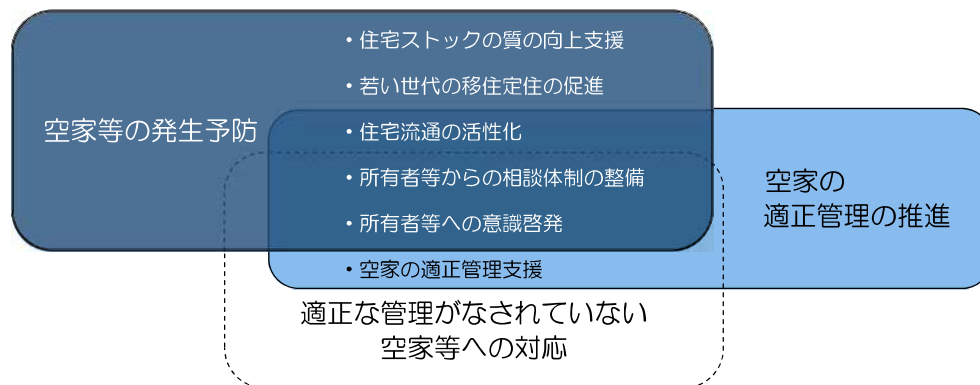 ・住宅ストックの質の向上支援
・若い世代の移住定住の促進
空家等の発生予防
・住宅流通の活性化
・所有者等からの相談体制の整備
・所有者等への意識啓発
空家の
適正管理の推進
・空家の適正管理支援
適正な管理がなされていない
空家等への対応